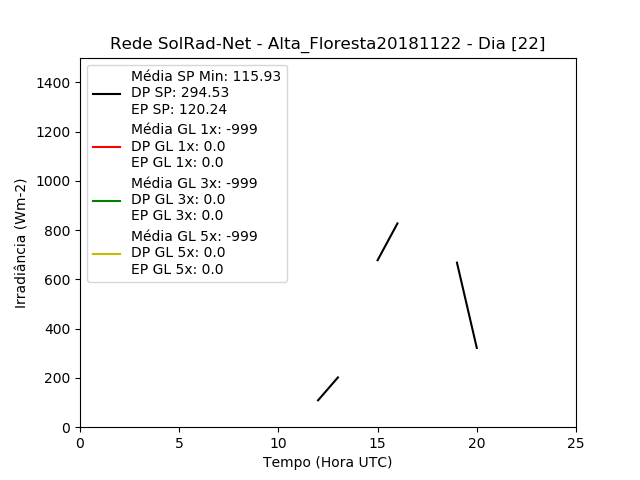 Rede SolRad-Net - Alta_Floresta20181122 - Dia [22]
Média SP Min: 115.93
DP SP: 294.53
EP SP: 120.24
Média GL 1x: -999
DP GL 1x: 0.0
EP GL 1x: 0.0
Média GL 3x: -999
DP GL 3x: 0.0
EP GL 3x: 0.0
Média GL 5x: -999
DP GL 5x: 0.0
EP GL 5x: 0.0
Irradiância (Wm-2)
1400
1200
1000
800
600
400
200
0
0 5 10 15 20 25
Tempo (Hora UTC)